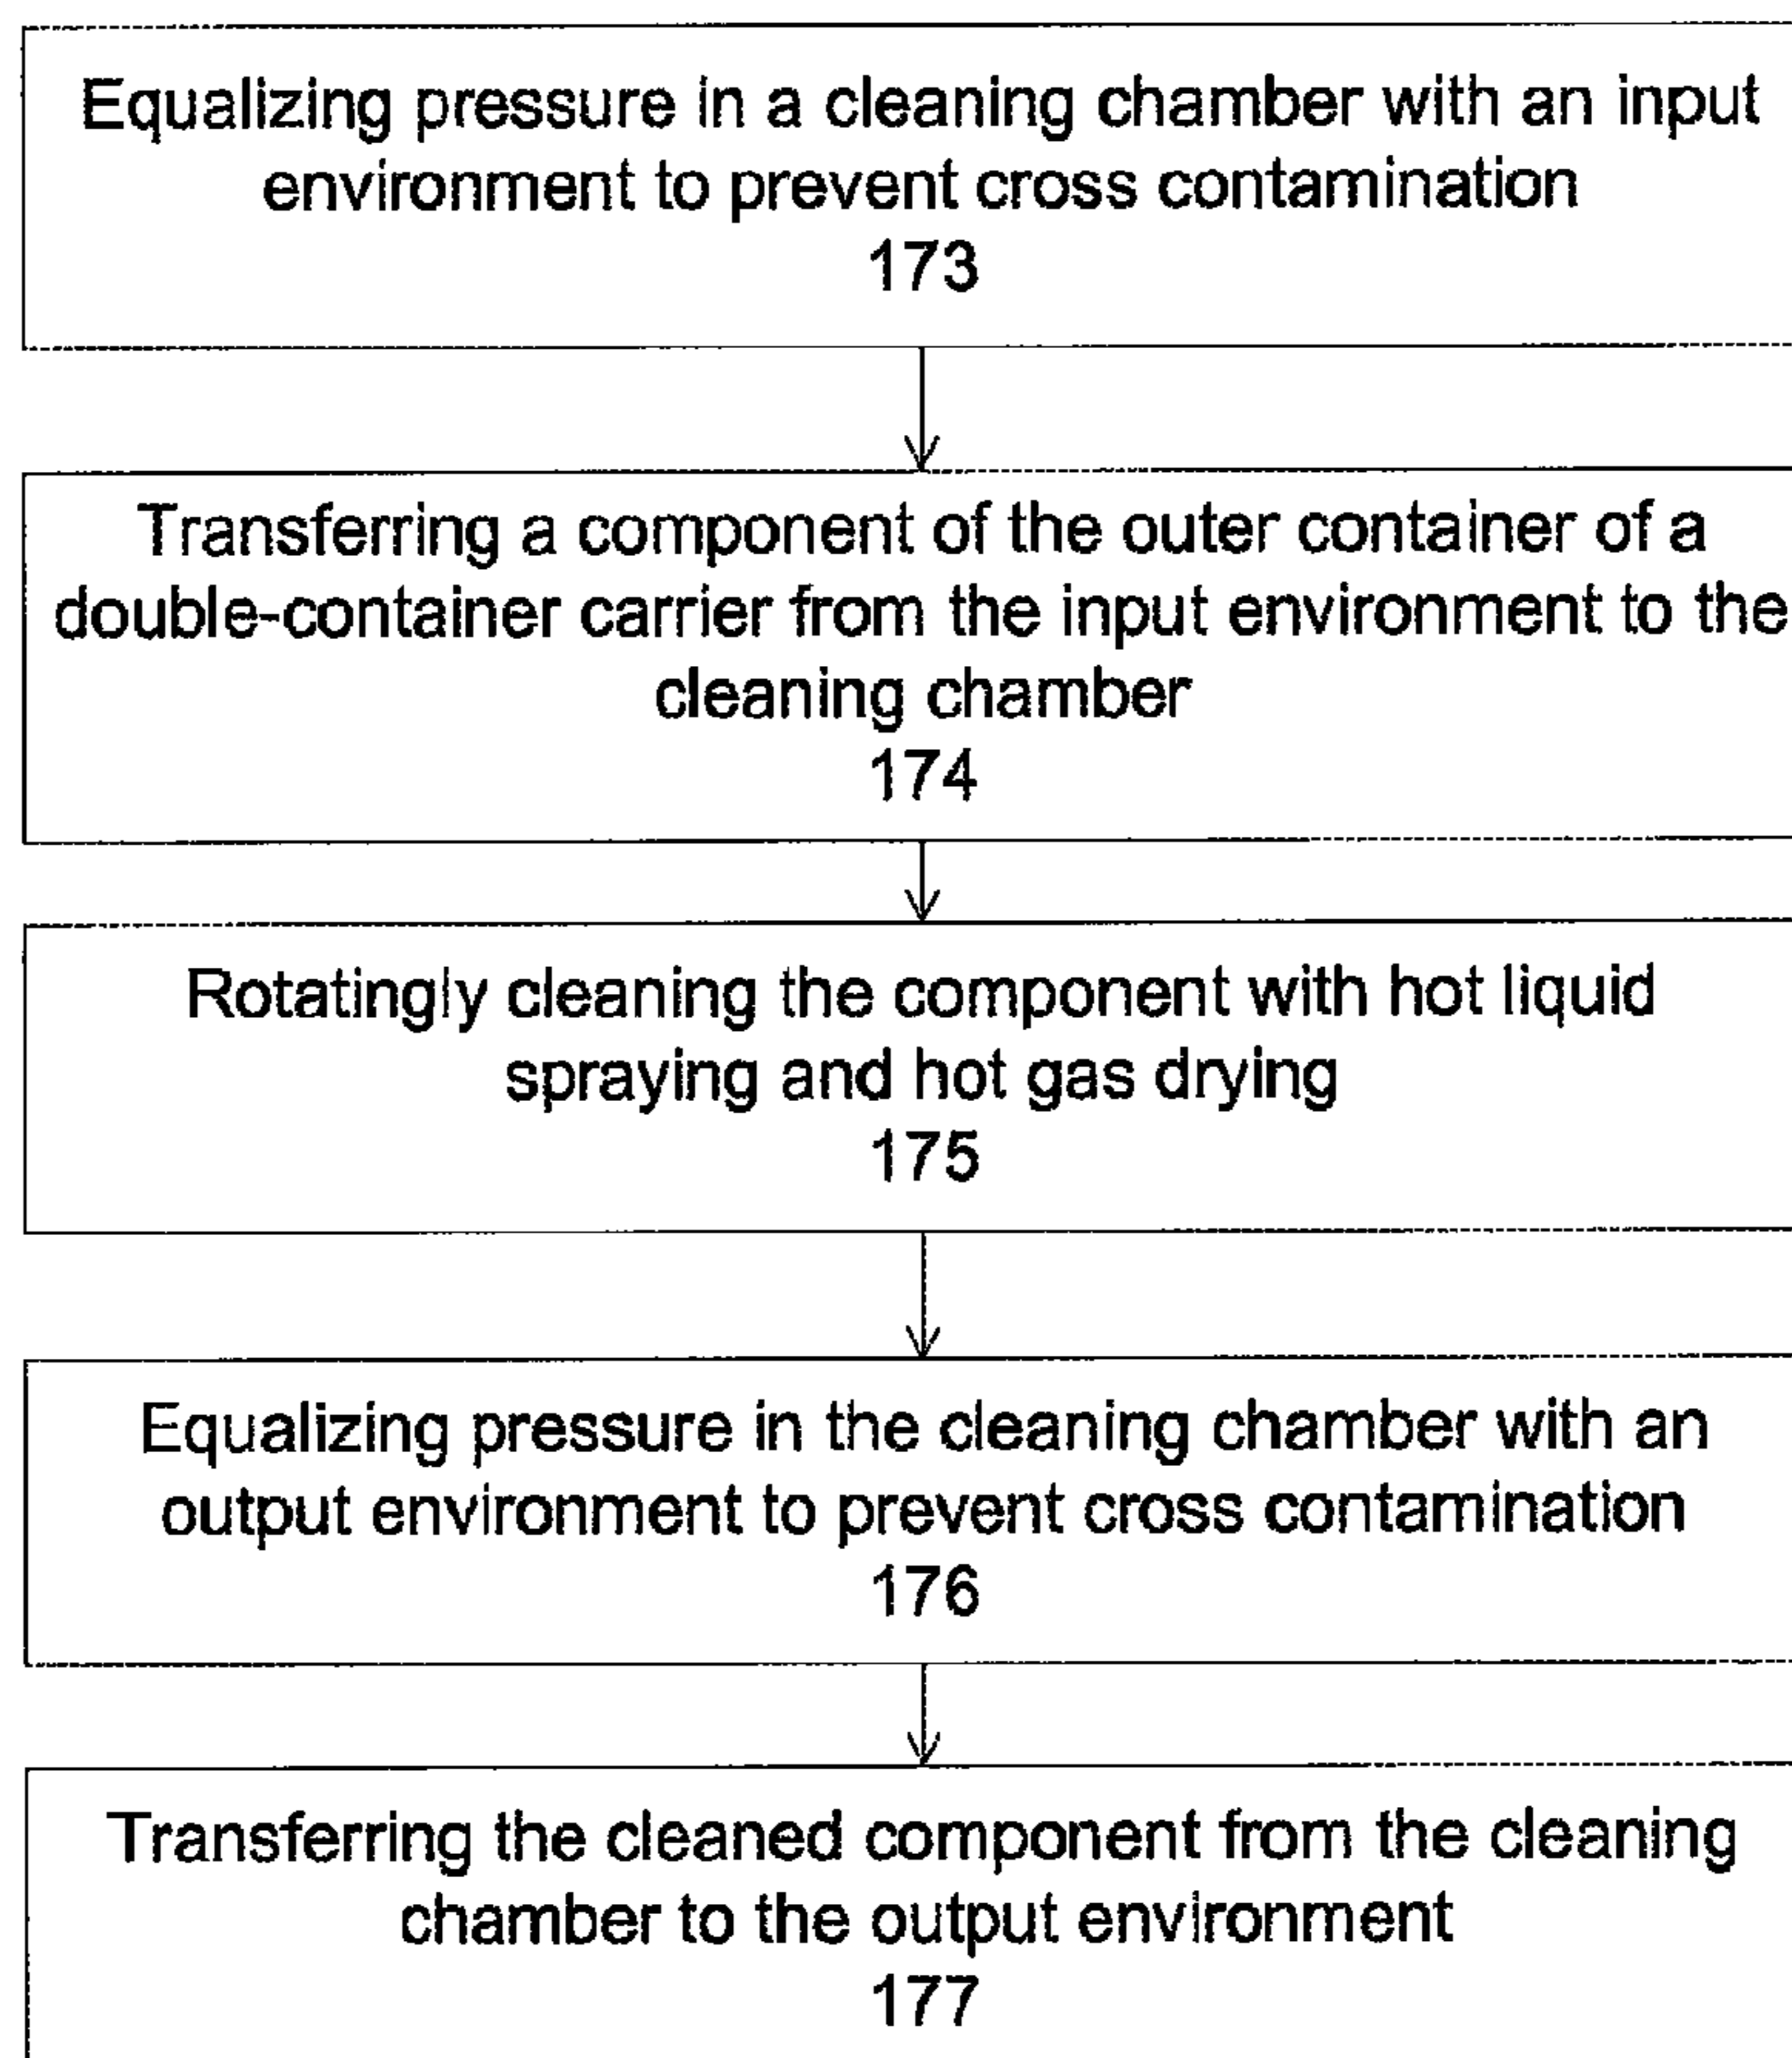 Equalizing pressure in a cleaning chamber with an input
environment to prevent cross contamination
173
Transferring a component of the outer container of a
double-container carrier from the input environment to the
cleaning chamber
174
Rotatingly cleaning the component with hot liquid
spraying and hot gas drying
175
Equalizing pressure in the cleaning chamber with an
output environment to prevent cross contamination
176
Transferring the cleaned component from the cleaning
chamber to the output environment
177